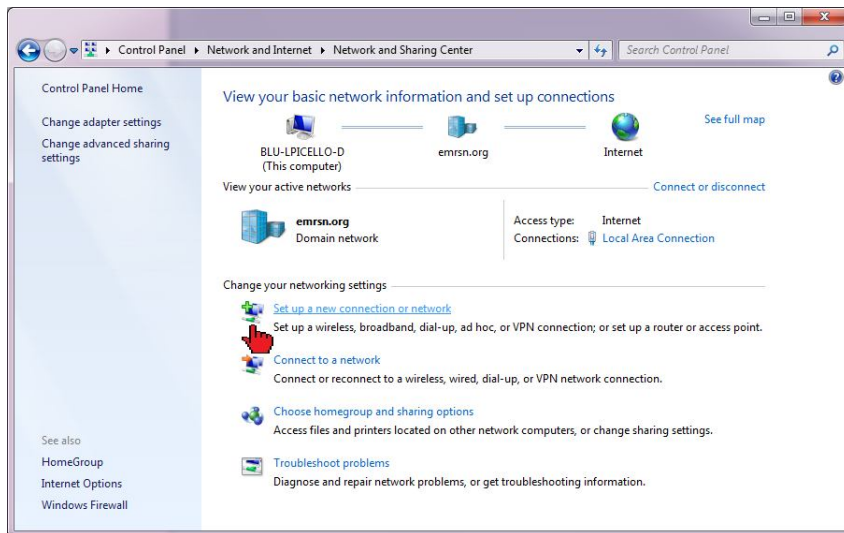 Control Panel ▸ Network and Internet ▸ Network and Sharing Center
Search Control Panel
Control Panel Home
Change adapter settings
Change advanced sharing
settings
See also
HomeGroup
Internet Options
Windows Firewall
View your basic network information and set up connections
See full map
BLU-LPICELLO-D
(This computer)
emrsn.org
Internet
View your active networks
Connect or disconnect
emrsn.org
Domain network
Access type: Internet
Connections: Local Area Connection
Change your networking settings
Set up a new connection or network
Set up a wireless, broadband, dial-up, ad hoc, or VPN connection; or set up a router or access point.
Connect to a network
Connect or reconnect to a wireless, wired, dial-up, or VPN network connection.
Choose homegroup and sharing options
Access files and printers located on other network computers, or change sharing settings.
Troubleshoot problems
Diagnose and repair network problems, or get troubleshooting information.